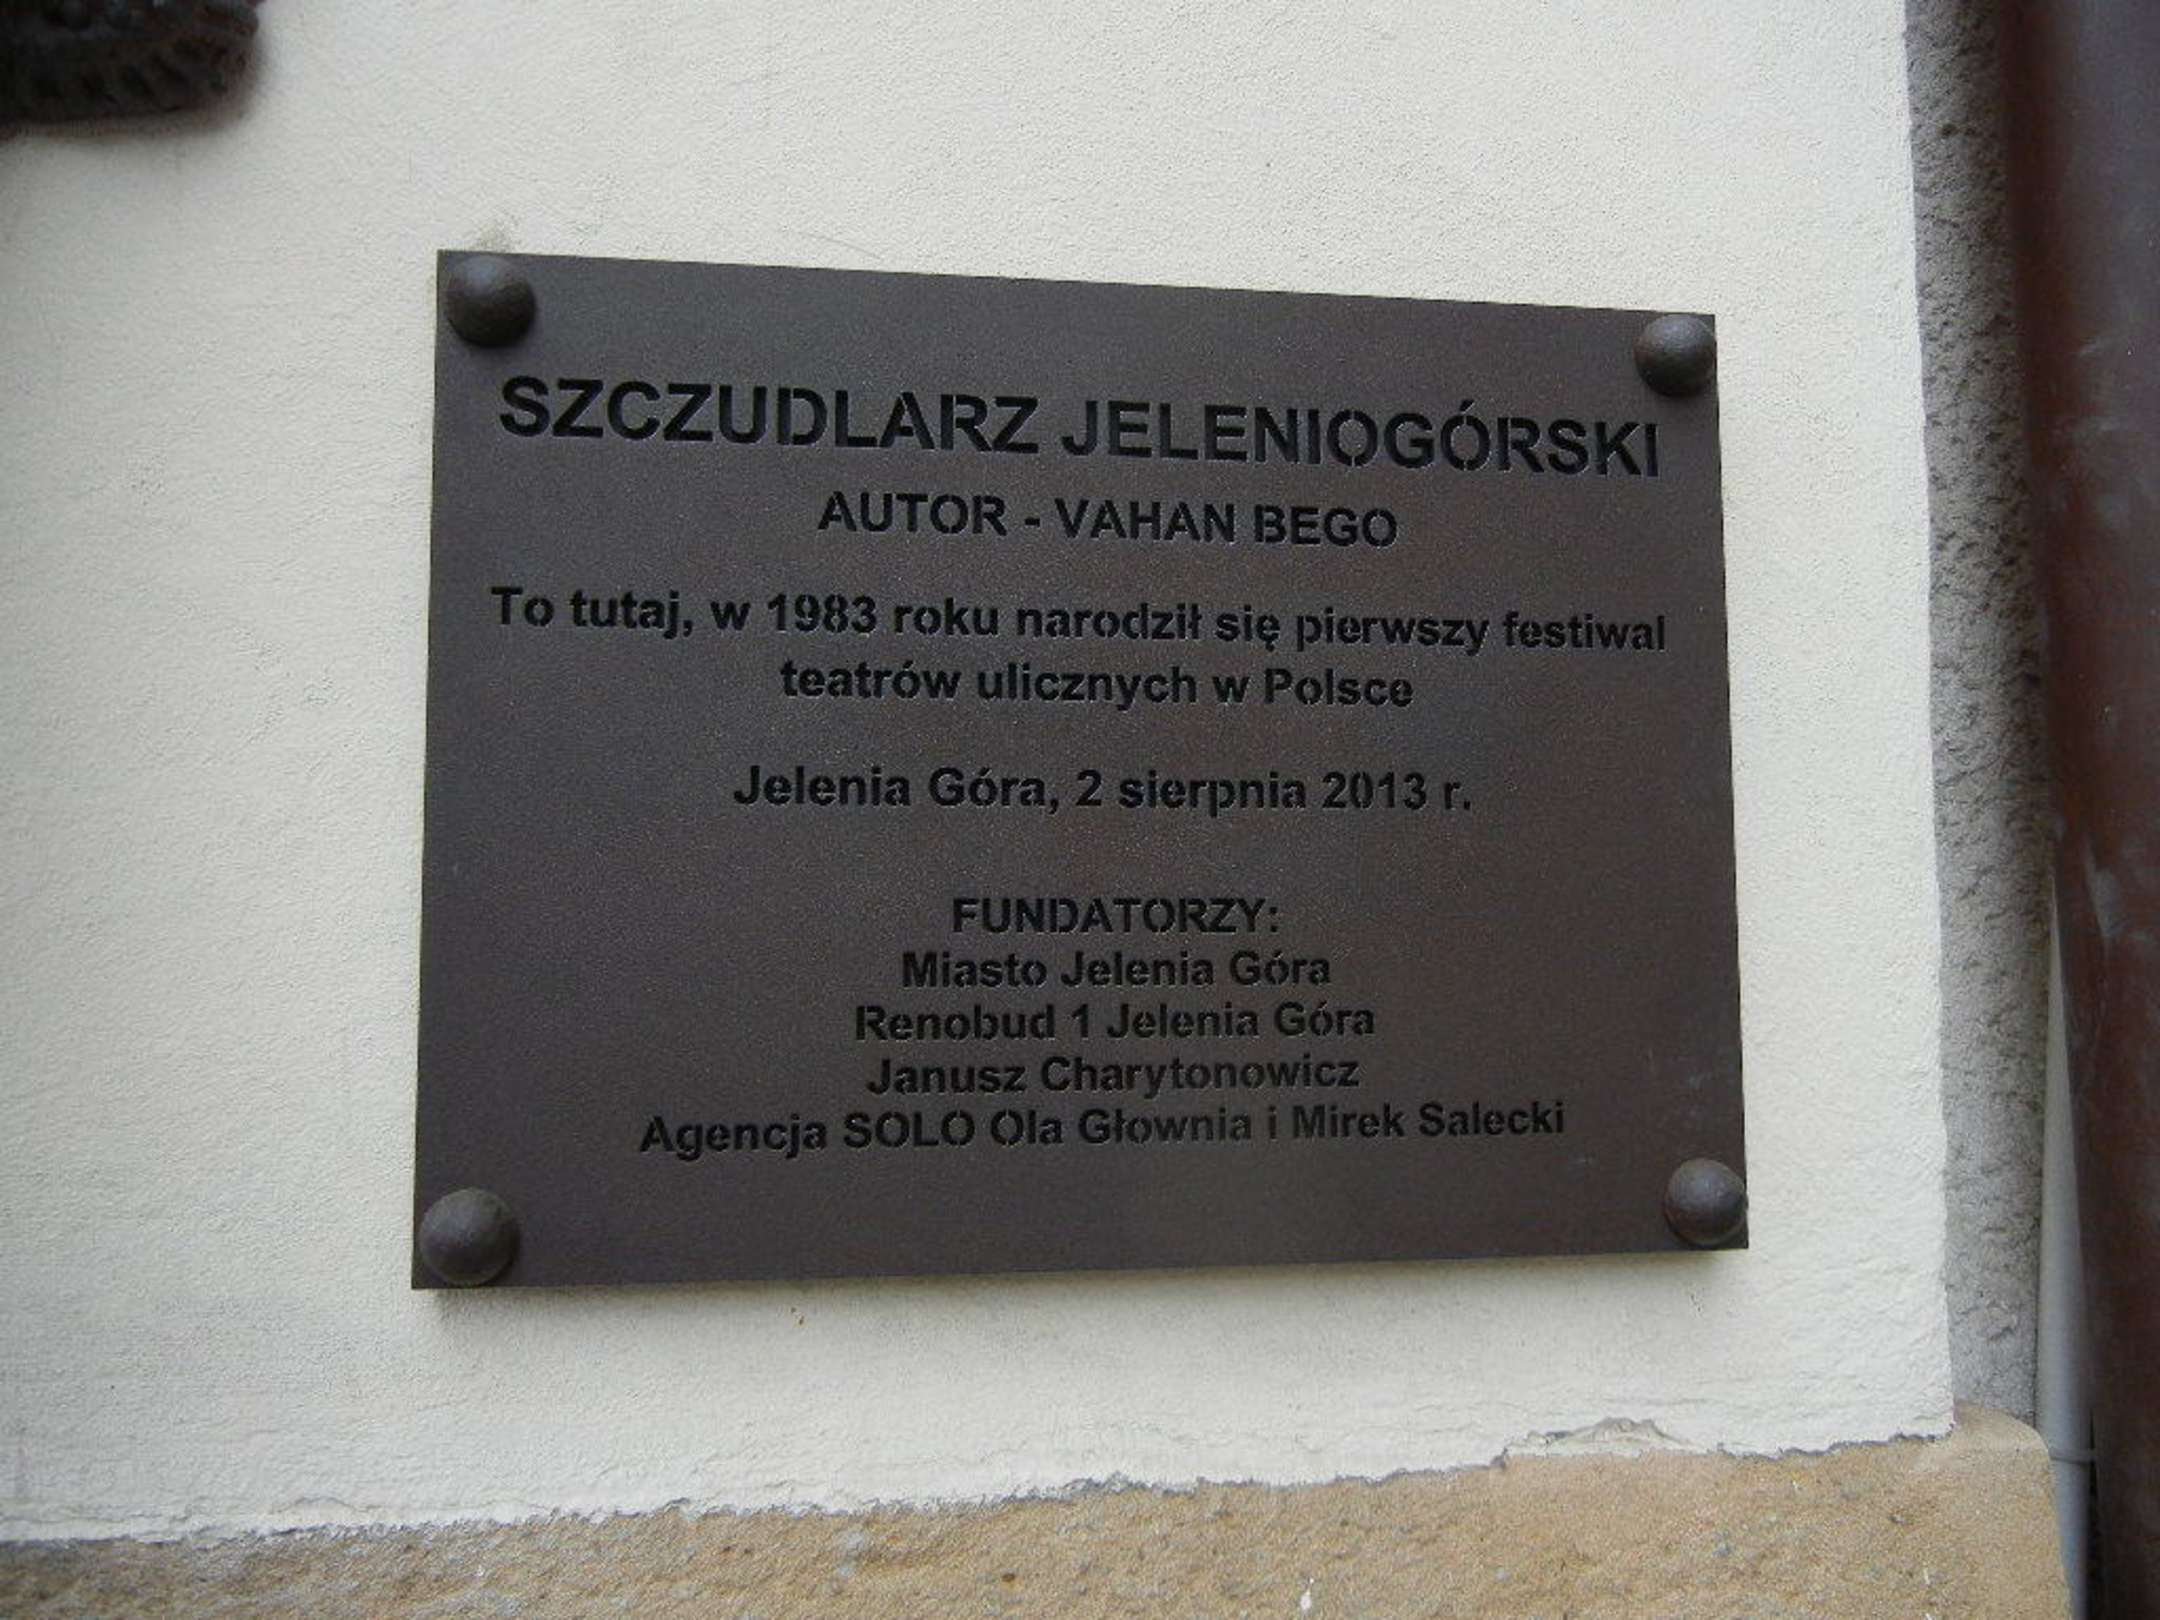 SZCZUDLARZ JELENIOGÓRSKI
AUTOR - VAHAN BEGO
To tutaj, w 1983 roku narodził się pierwszy festiwal
teatrów ulicznych w Polsce
Jelenia Góra, 2 sierpnia 2013 r.
FUNDATORZY:
Miasto Jelenia Góra
Renobud 1 Jelenia Góra
Janusz Charytonowicz
Agencja SOLO Ola Głownia i Mirek Salecki